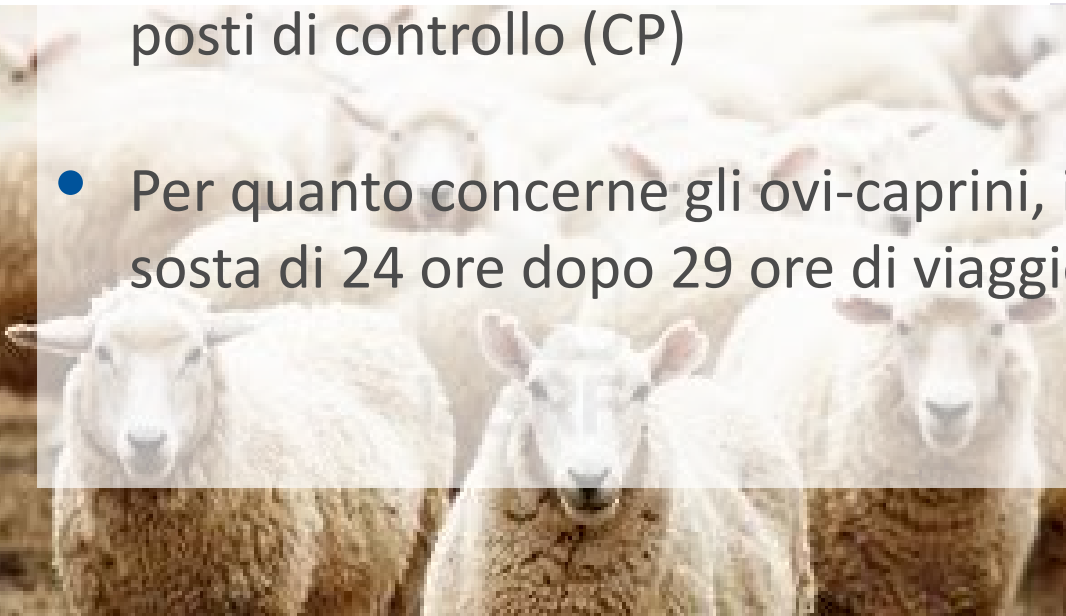 posti di controllo (CP)
• Per quanto concerne gli ovi-caprini,
sosta di 24 ore dopo 29 ore di